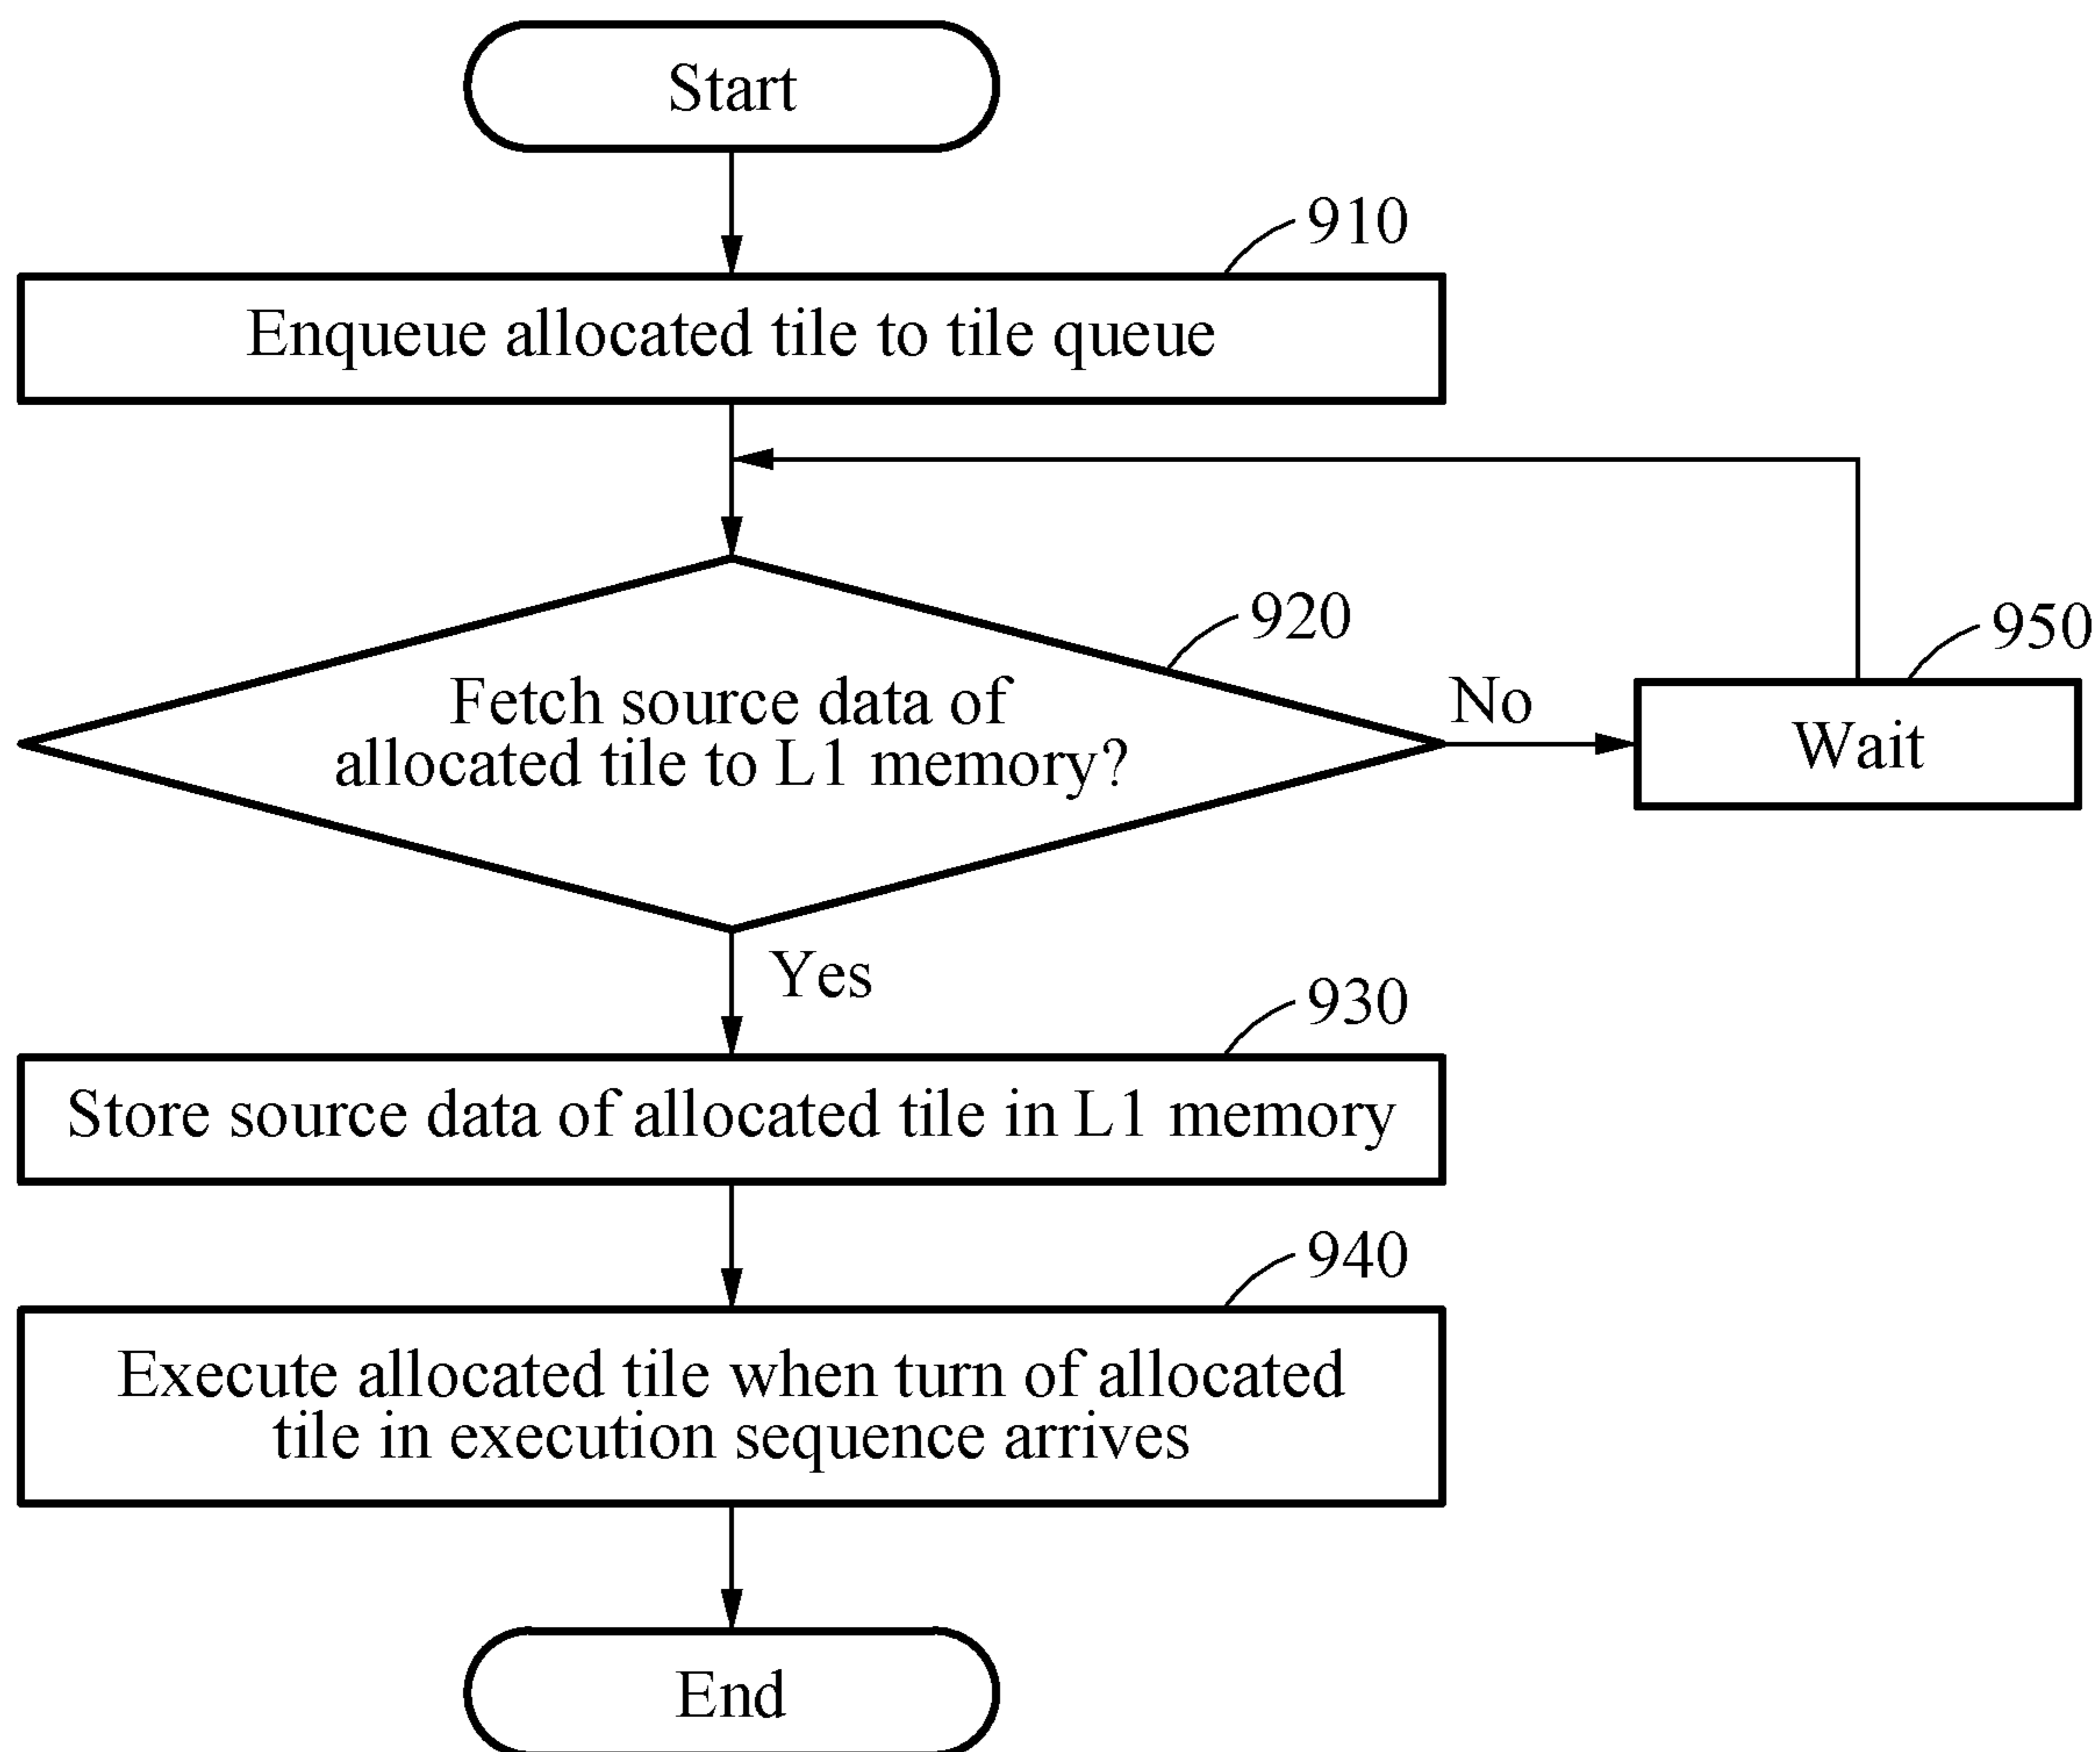 Start
910
Enqueue allocated tile to tile queue
920
950
Fetch source data of
allocated tile to L1 memory?
No
Wait
Yes
930
Store source data of allocated tile in L1 memory
940
Execute allocated tile when turn of allocated
tile in execution sequence arrives
End